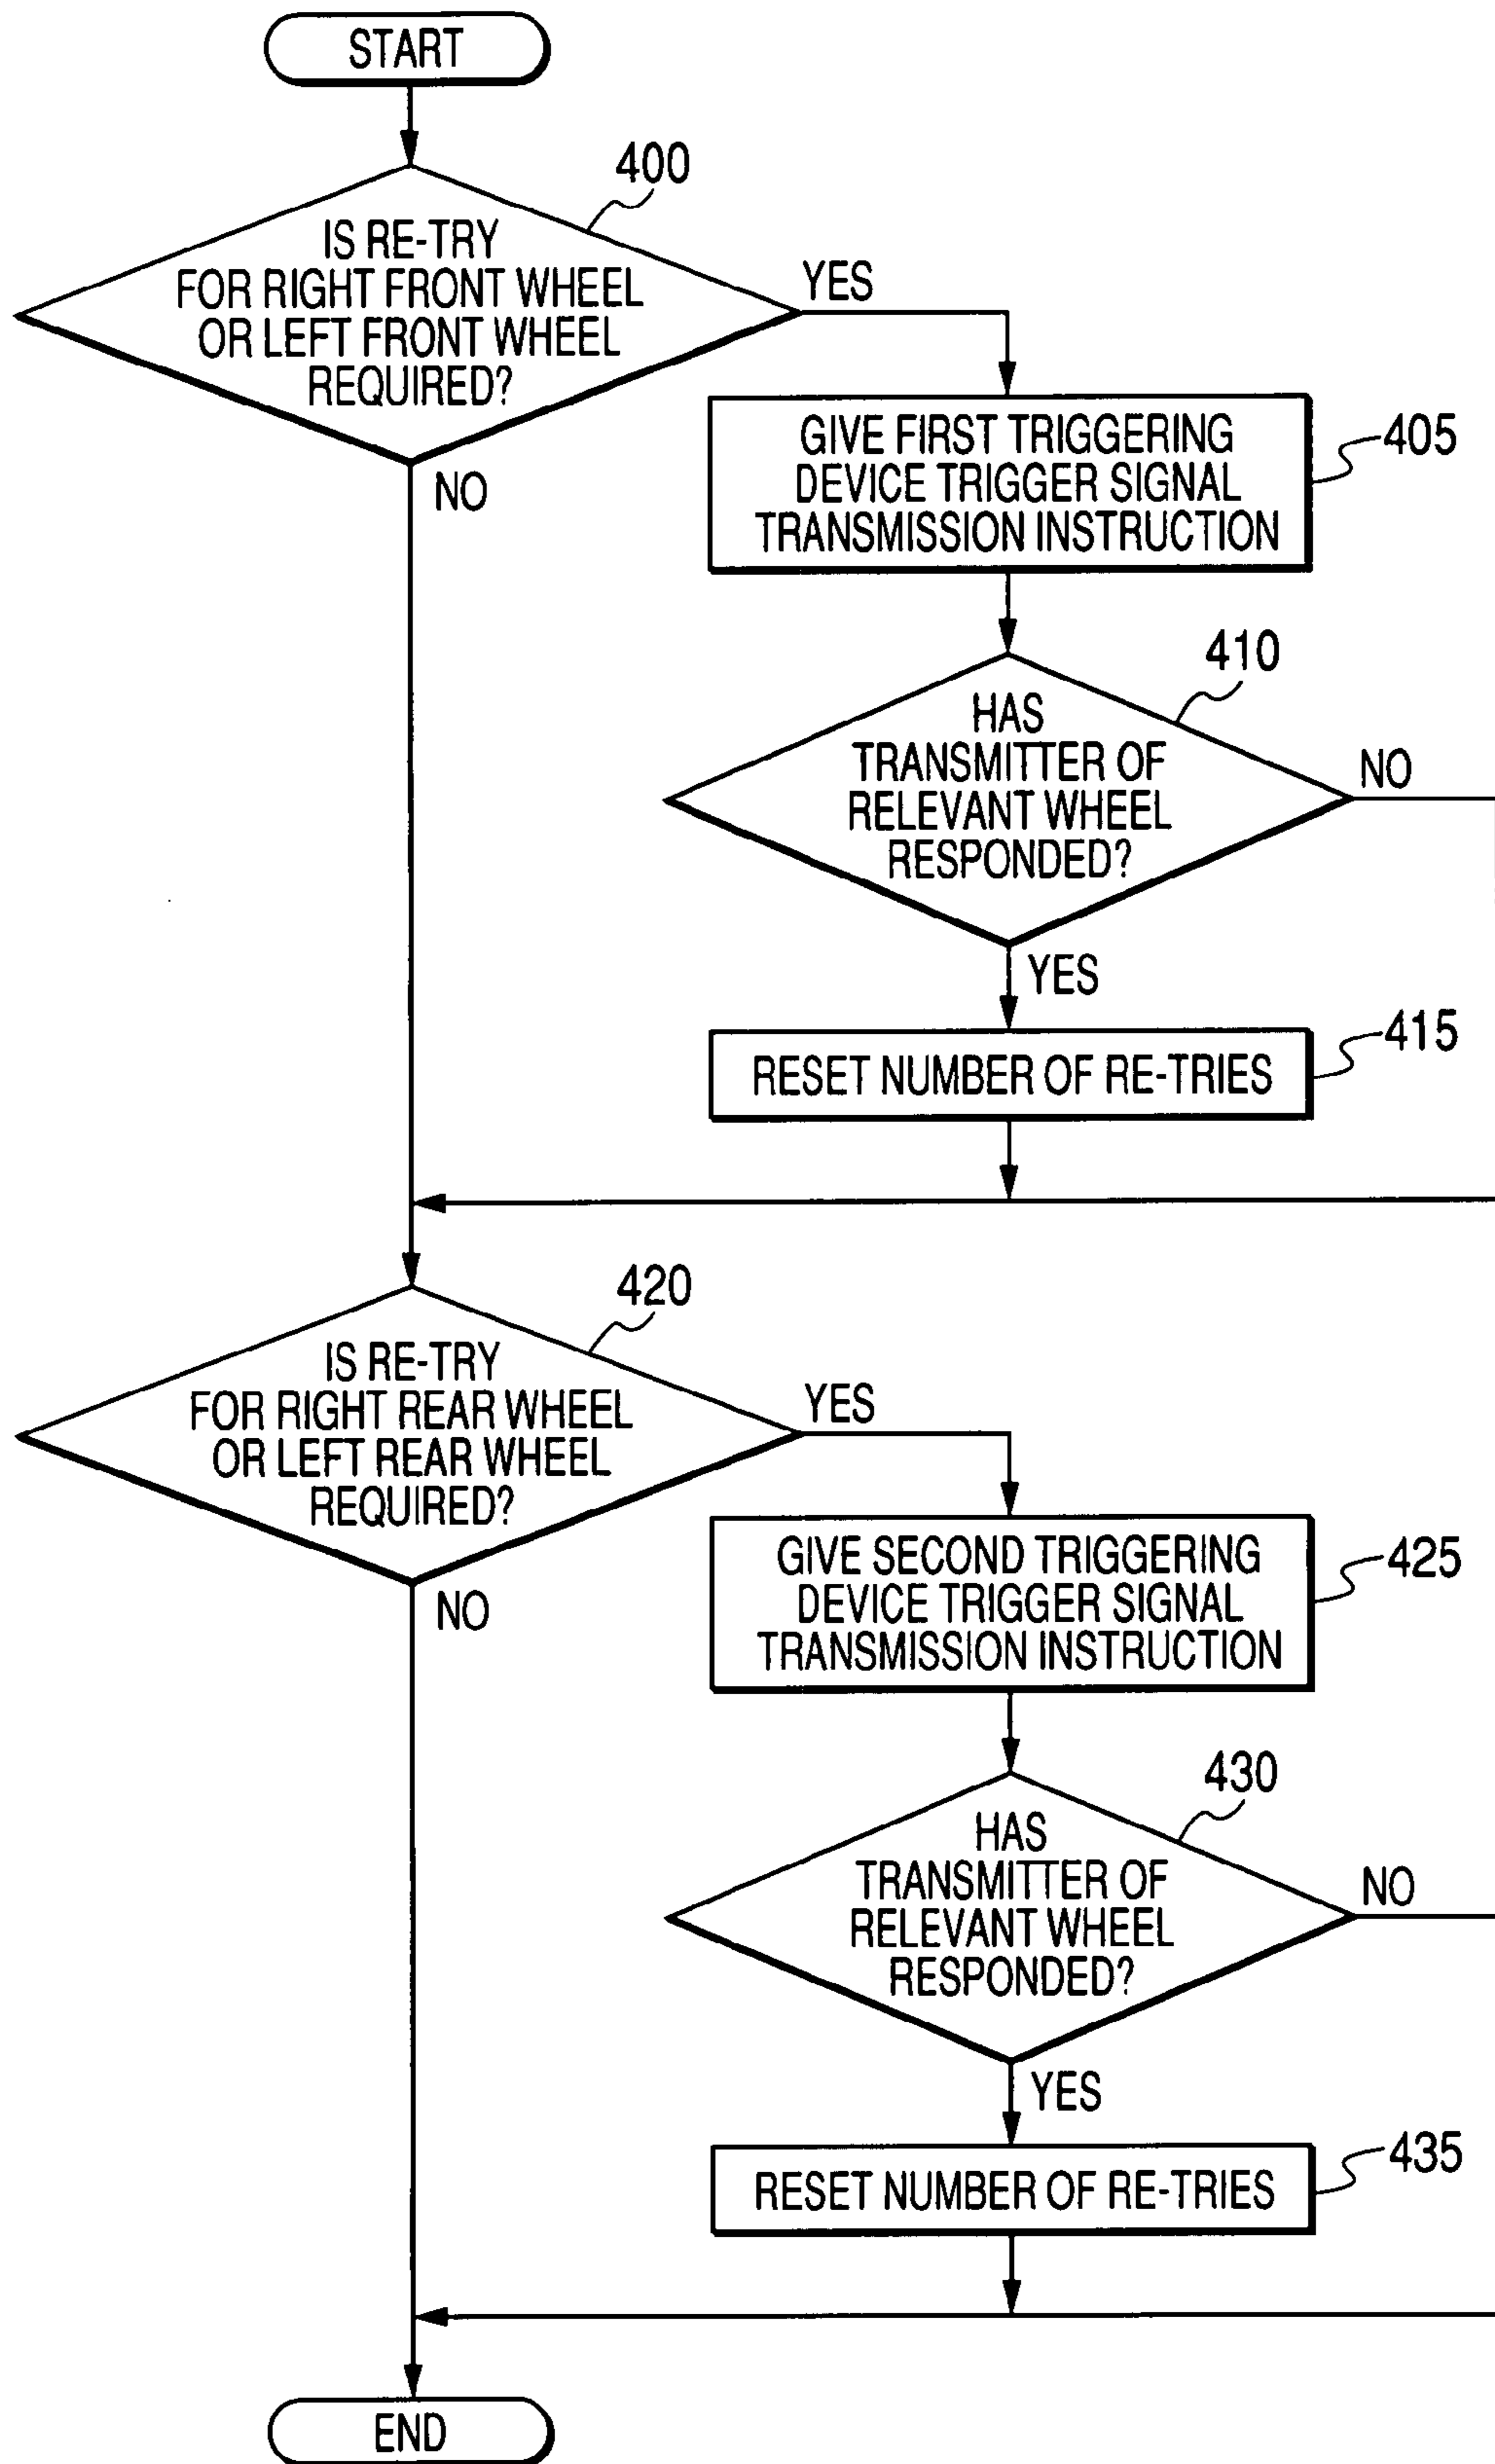 START
400
IS RE-TRY
FOR RIGHT FRONT WHEEL
OR LEFT FRONT WHEEL
REQUIRED?
YES
NO
GIVE FIRST TRIGGERING
DEVICE TRIGGER SIGNAL
TRANSMISSION INSTRUCTION
405
410
HAS
TRANSMITTER OF
RELEVANT WHEEL
RESPONDED?
NO
YES
RESET NUMBER OF RE-TRIES
415
420
IS RE-TRY
FOR RIGHT REAR WHEEL
OR LEFT REAR WHEEL
REQUIRED?
YES
NO
GIVE SECOND TRIGGERING
DEVICE TRIGGER SIGNAL
TRANSMISSION INSTRUCTION
425
430
HAS
TRANSMITTER OF
RELEVANT WHEEL
RESPONDED?
NO
YES
RESET NUMBER OF RE-TRIES
435
END